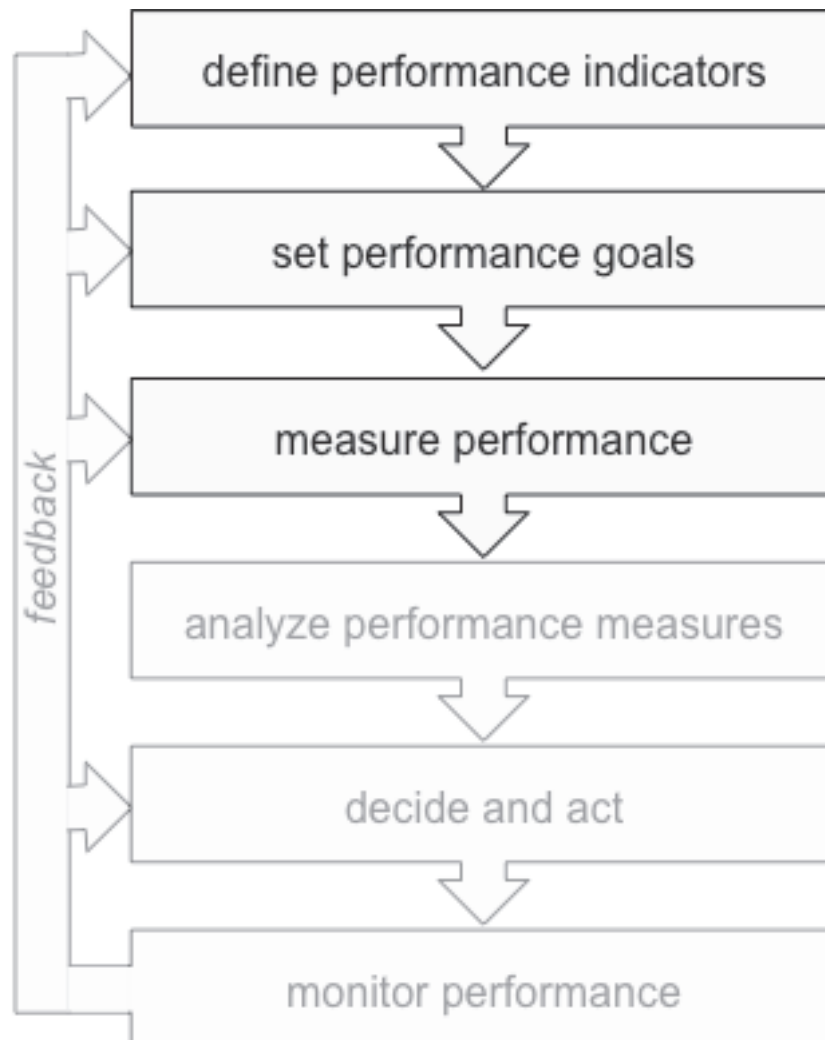 define performance indicators
set performance goals
measure performance
feedback
analyze performance measures
decide and act
monitor performance